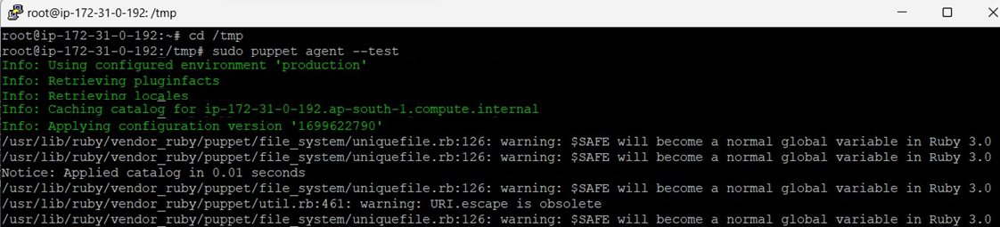 root@ip-172-31-0-192: /tmp
root@ip-172-31-0-192:~# cd /tmp
root@ip-172-31-0-192:/tmp# sudo puppet agent --test
Info: Using configured environment 'production'
Info: Retrieving pluginfacts
Info: Retrieving locales
Info: Caching catalog for ip-172-31-0-192.ap-south-1.compute.internal
Info: Applying configuration version '1699622790'
/usr/lib/ruby/vendor_ruby/puppet/file_system/uniquefile.rb:126: warning: $SAFE will become a normal global variable in Ruby 3.0
/usr/lib/ruby/vendor_ruby/puppet/file_system/uniquefile.rb:126: warning: $SAFE will become a normal global variable in Ruby 3.0
Notice: Applied catalog in 0.01 seconds
/usr/lib/ruby/vendor_ruby/puppet/file_system/uniquefile.rb:126: warning: $SAFE will become a normal global variable in Ruby 3.0
/usr/lib/ruby/vendor_ruby/puppet/util.rb:461: warning: URI.escape is obsolete
/usr/lib/ruby/vendor_ruby/puppet/file_system/uniquefile.rb:126: warning: $SAFE will become a normal global variable in Ruby 3.0